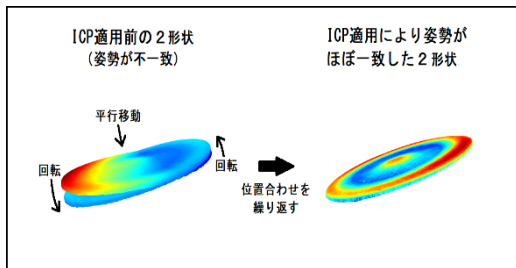 ICP適用前の2形状
(姿勢が不一致)
ICP適用により姿勢が
ほぼ一致した2形状
平行移動
回転
回転
位置合わせを
繰り返す